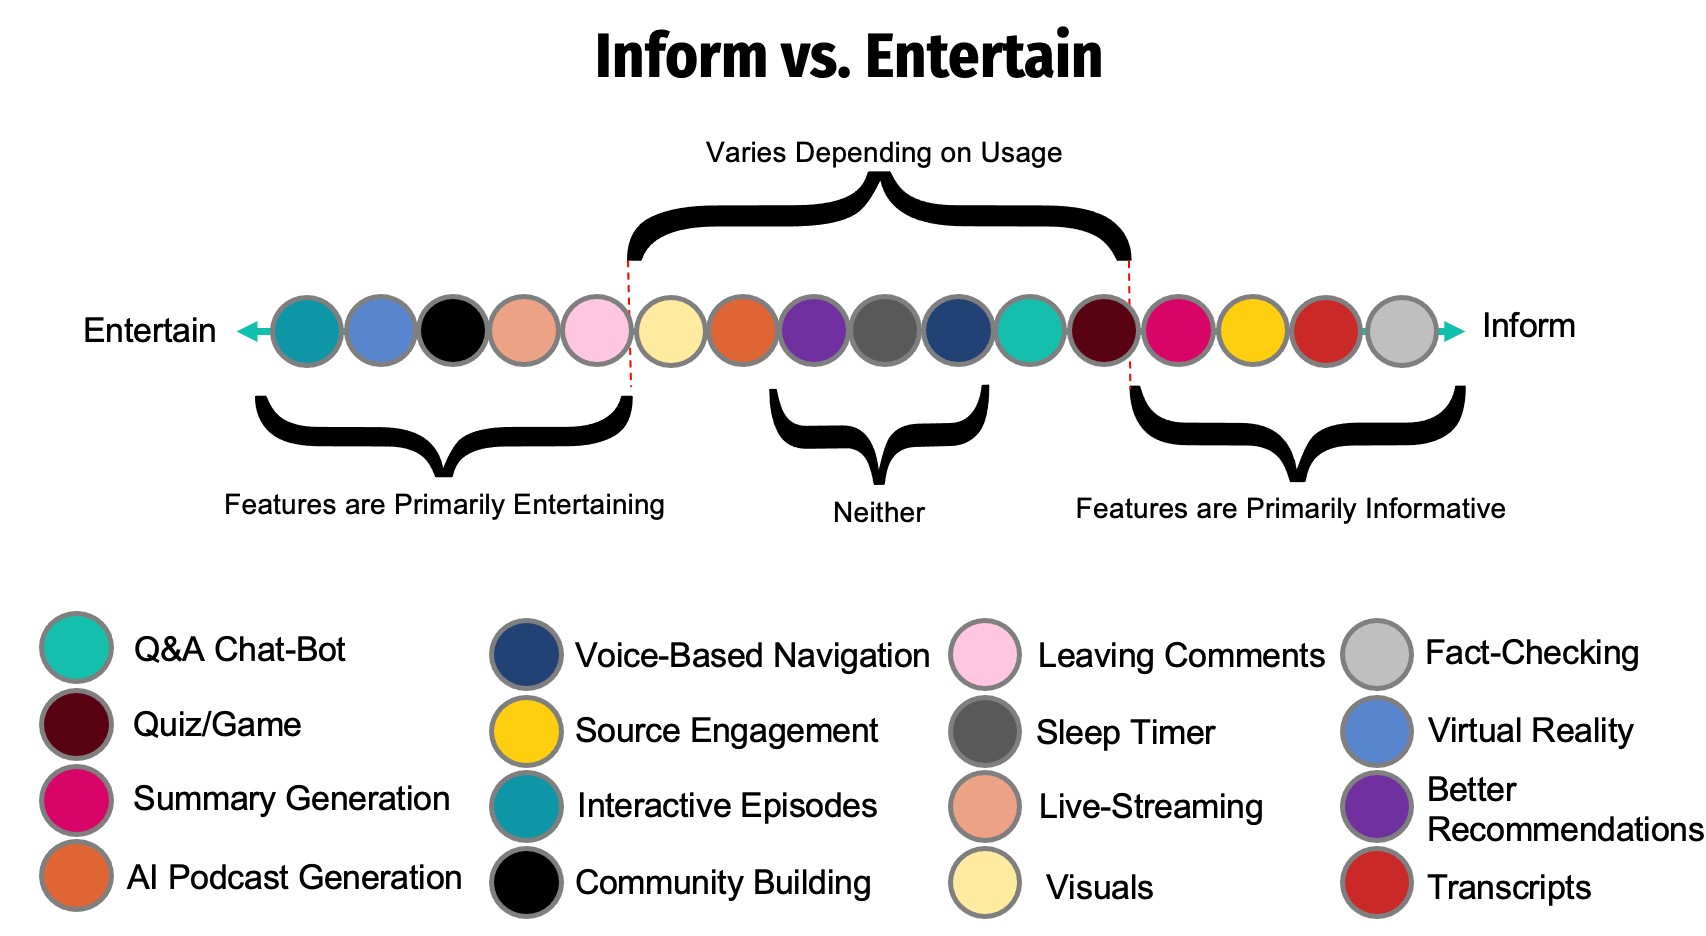 Inform vs. Entertain
Varies Depending on Usage
Entertain
Inform
Features are Primarily Entertaining
Neither
Features are Primarily Informative
Q&A Chat-Bot
Voice-Based Navigation
Leaving Comments
Fact-Checking
Quiz/Game
Source Engagement
Sleep Timer
Virtual Reality
Summary Generation
Interactive Episodes
Live-Streaming
Better
Recommendations
AI Podcast Generation
Community Building
Visuals
Transcripts